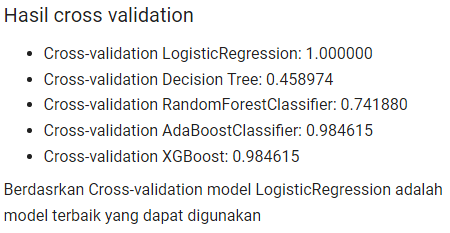 Hasil cross validation
• Cross-validation LogisticRegression: 1.000000
• Cross-validation Decision Tree: 0.458974
• Cross-validation RandomForestClassifier: 0.741880
• Cross-validation AdaBoostClassifier: 0.984615
• Cross-validation XGBoost: 0.984615
Berdasrkan Cross-validation model LogisticRegression adalah
model terbaik yang dapat digunakan